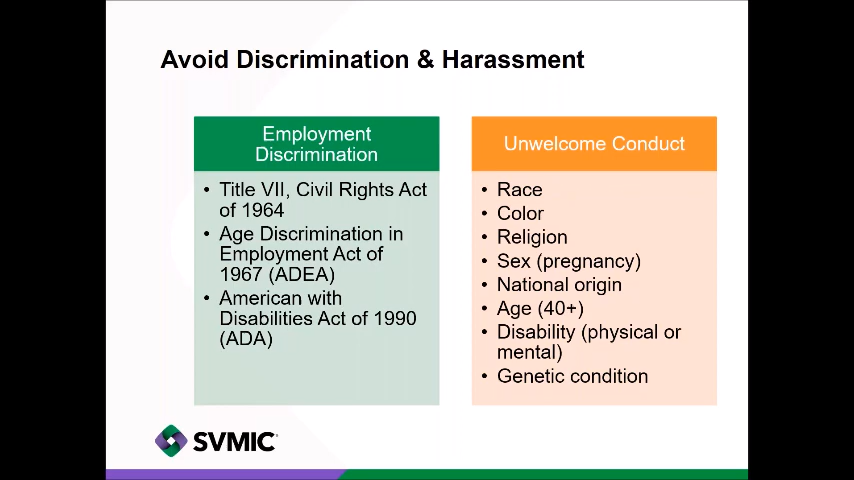 Avoid Discrimination & Harassment
Employment
Discrimination
• Title VII, Civil Rights Act
of 1964
• Age Discrimination in
Employment Act of
1967 (ADEA)
• American with
Disabilities Act of 1990
(ADA)
Unwelcome Conduct
• Race
• Color
• Religion
• Sex (pregnancy)
• National origin
• Age (40+)
• Disability (physical or
mental)
• Genetic condition
SVMIC